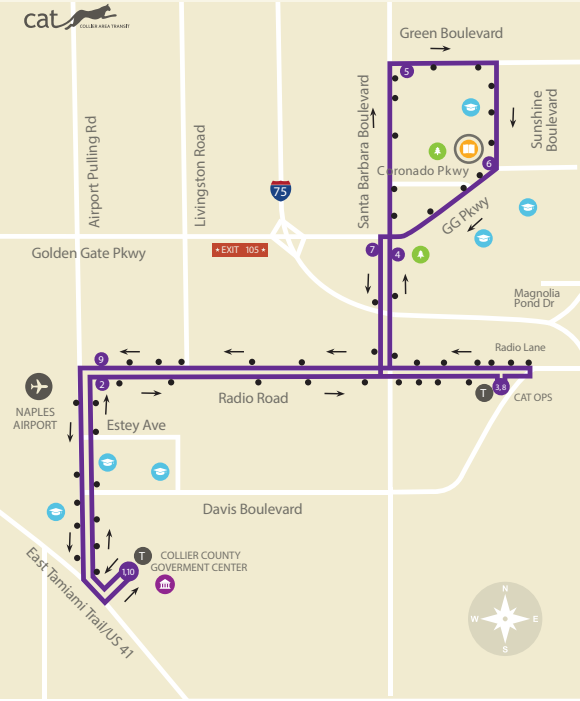 cat
COLLIER AREA TRANSIT
Green Boulevard
5
Santa Barbara Boulevard
Sunshine
Boulevard
Airport Pulling Rd
Livingston Road
6
Coronado Pkwy
75
GG Pkwy
Golden Gate Pkwy
EXIT 105
7
4
Magnolia
Pond Dr
Radio Lane
9
2
3,8
T
CAT OPS
Radio Road
NAPLES
AIRPORT
Estey Ave
Davis Boulevard
T
COLLIER COUNTY
GOVERMENT CENTER
1,10
East Tamiami Trail/US 41
N
W
E
S